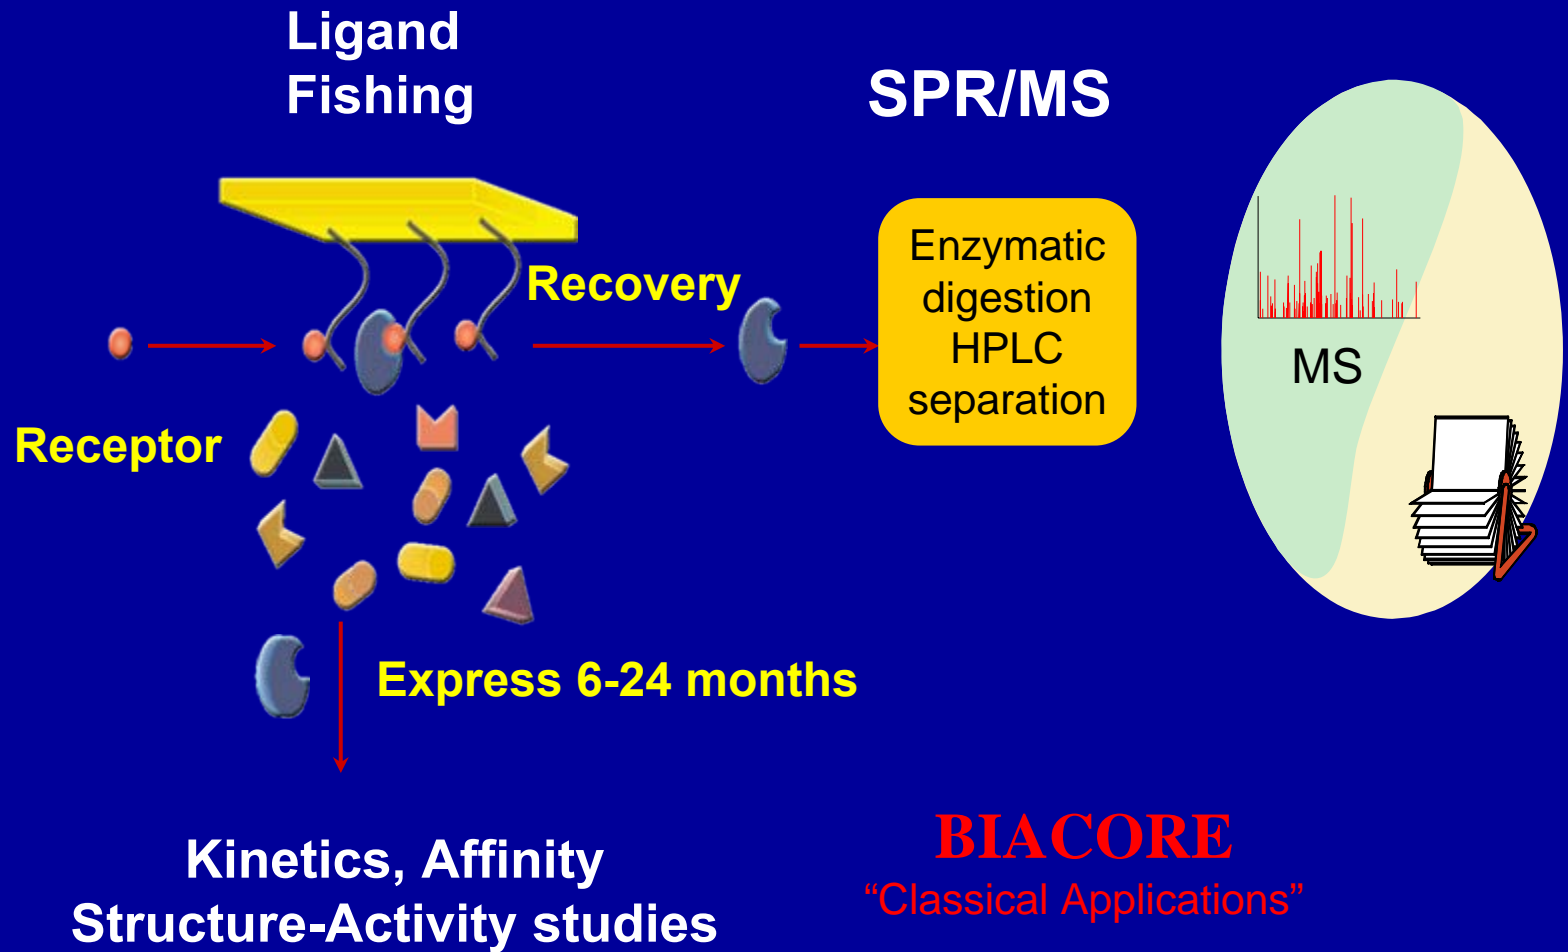 Ligand
Fishing
SPR/MS
Recovery
Enzymatic
digestion
HPLC
separation
MS
Receptor
Express 6-24 months
Kinetics, Affinity
Structure-Activity studies
BIACORE
“Classical Applications”